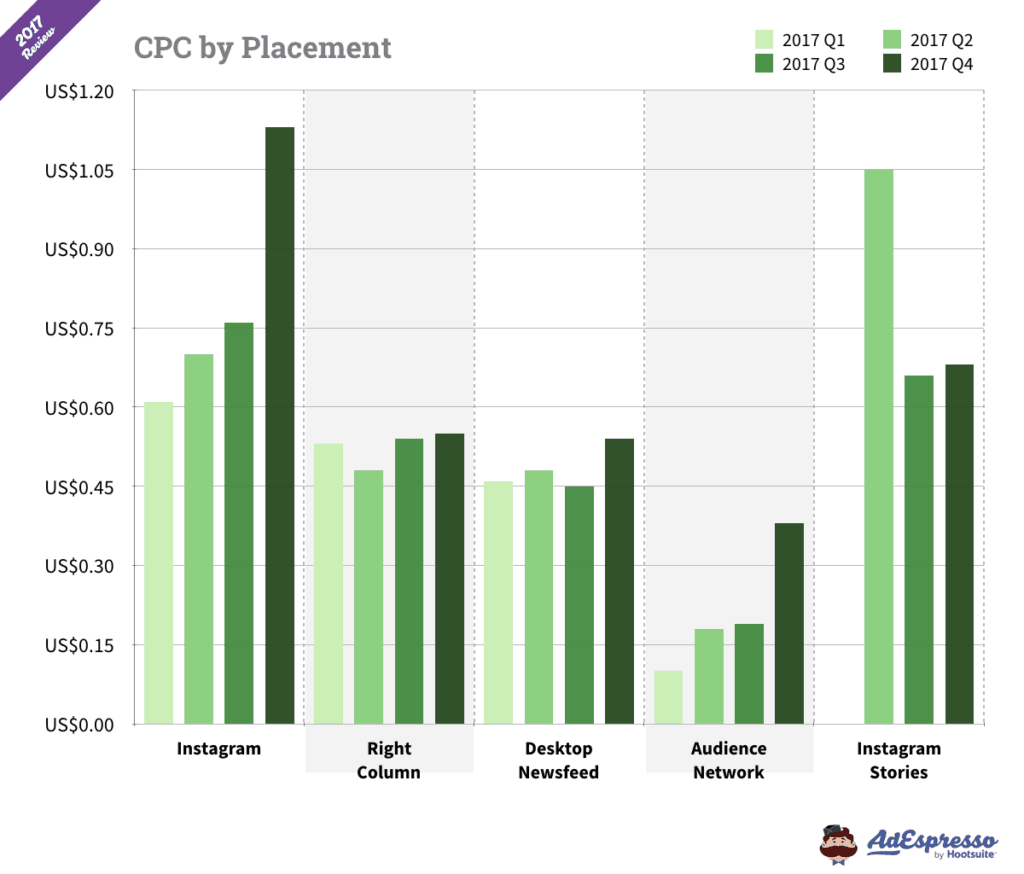 2017
Review
CPC by Placement
2017 Q1
2017 Q2
2017 Q3
2017 Q4
US$1.20
US$1.05
US$0.90
US$0.75
US$0.60
US$0.45
US$0.30
US$0.15
US$0.00
Instagram
Right
Column
Desktop
Newsfeed
Audience
Network
Instagram
Stories
AdEspresso
by Hootsuite™